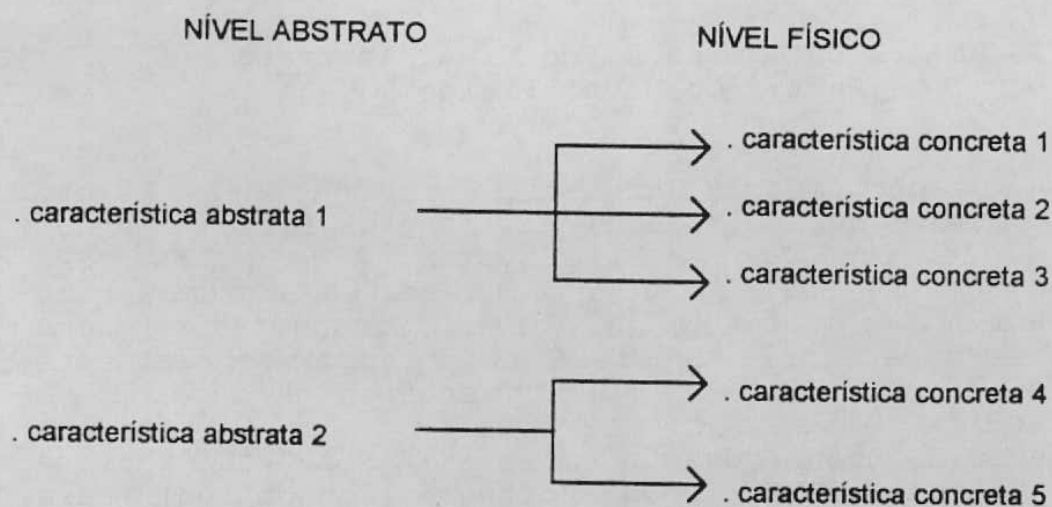 NÍVEL ABSTRATO NÍVEL FÍSICO
. característica concreta 1
. característica abstrata 1 . característica concreta 2
. característica concreta 3
. característica concreta 4
. característica abstrata 2
. característica concreta 5